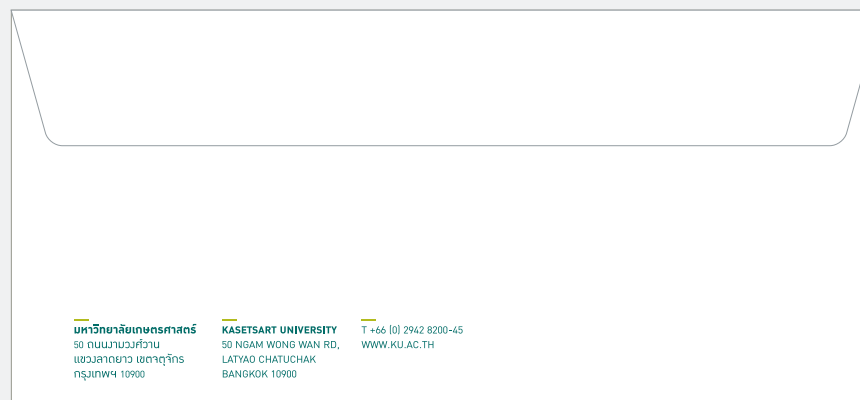 มหาวิทยาลัยเกษตรศาสตร์
50 ถนนงามวงศ์วาน
แขวงลาดยาว เขตจตุจักร
กรุงเทพฯ 10900
KASETSART UNIVERSITY
50 NGAM WONG WAN RD,
LATYAO CHATUCHAK
BANGKOK 10900
T +66 (0) 2942 8200-45
WWW.KU.AC.TH